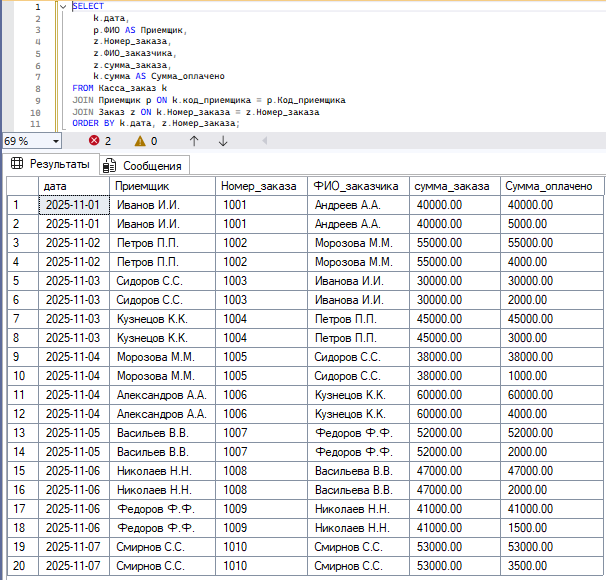 1 SELECT
2 k.дата,
3 p.ФИО AS Приемщик,
4 z.Номер_заказа,
5 z.ФИО_заказчика,
6 z.сумма_заказа,
7 k.сумма AS Сумма_оплачено
8 FROM Касса_заказ k
9 JOIN Приемщик p ON k.код_приемщика = p.Код_приемщика
10 JOIN Заказ z ON k.Номер_заказа = z.Номер_заказа
11 ORDER BY k.дата, z.Номер_заказа;
69 % 2 0
Результаты Сообщения
дата Приемщик Номер_заказа ФИО_заказчика сумма_заказа Сумма_оплачено
1 2025-11-01 Иванов И.И. 1001 Андреев А.А. 40000.00 40000.00
2 2025-11-01 Иванов И.И. 1001 Андреев А.А. 40000.00 5000.00
3 2025-11-02 Петров П.П. 1002 Морозова М.М. 55000.00 55000.00
4 2025-11-02 Петров П.П. 1002 Морозова М.М. 55000.00 4000.00
5 2025-11-03 Сидоров С.С. 1003 Иванова И.И. 30000.00 30000.00
6 2025-11-03 Сидоров С.С. 1003 Иванова И.И. 30000.00 2000.00
7 2025-11-03 Кузнецов К.К. 1004 Петров П.П. 45000.00 45000.00
8 2025-11-03 Кузнецов К.К. 1004 Петров П.П. 45000.00 3000.00
9 2025-11-04 Морозова М.М. 1005 Сидоров С.С. 38000.00 38000.00
10 2025-11-04 Морозова М.М. 1005 Сидоров С.С. 38000.00 1000.00
11 2025-11-04 Александров А.А. 1006 Кузнецов К.К. 60000.00 60000.00
12 2025-11-04 Александров А.А. 1006 Кузнецов К.К. 60000.00 4000.00
13 2025-11-05 Васильев В.В. 1007 Федоров Ф.Ф. 52000.00 52000.00
14 2025-11-05 Васильев В.В. 1007 Федоров Ф.Ф. 52000.00 2000.00
15 2025-11-06 Николаев Н.Н. 1008 Васильева В.В. 47000.00 47000.00
16 2025-11-06 Николаев Н.Н. 1008 Васильева В.В. 47000.00 2000.00
17 2025-11-06 Федоров Ф.Ф. 1009 Николаев Н.Н. 41000.00 41000.00
18 2025-11-06 Федоров Ф.Ф. 1009 Николаев Н.Н. 41000.00 1500.00
19 2025-11-07 Смирнов С.С. 1010 Смирнов С.С. 53000.00 53000.00
20 2025-11-07 Смирнов С.С. 1010 Смирнов С.С. 53000.00 3500.00